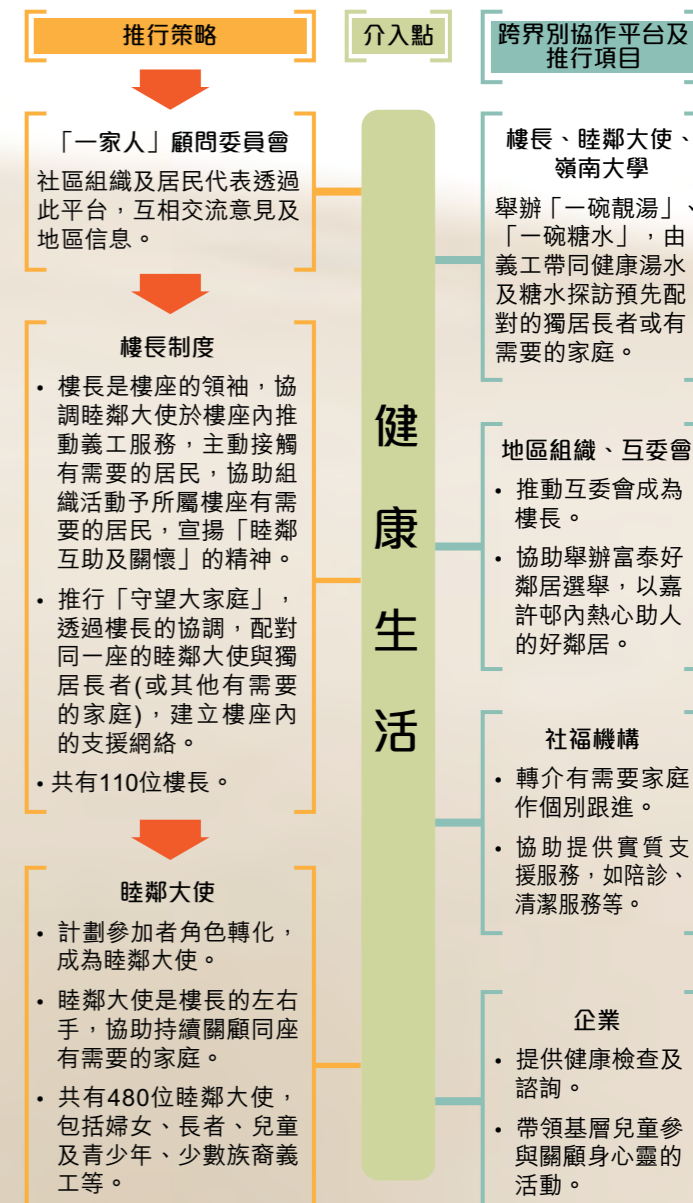 推行策略
「一家人」顧問委員會
社區組織及居民代表透過
此平台，互相交流意見及
地區信息。
樓長制度
• 樓長是樓座的領袖，協
調睦鄰大使於樓座內推
動義工服務，主動接觸
有需要的居民，協助組
織活動予所屬樓座有需
要的居民，宣揚「睦鄰
互助及關懷」的精神。
• 推行「守望大家庭」，
透過樓長的協調，配對
同一座的睦鄰大使與獨
居長者(或其他有需要
的家庭)，建立樓座內
的支援網絡。
• 共有110位樓長。
睦鄰大使
• 計劃參加者角色轉化，
成為睦鄰大使。
• 睦鄰大使是樓長的左右
手，協助持續關顧同座
有需要的家庭。
• 共有480位睦鄰大使，
包括婦女、長者、兒童
及青少年、少數族裔義
工等。
介入點
健
康
生
活
跨界別協作平台及
推行項目
樓長、睦鄰大使、
嶺南大學
舉辦「一碗靚湯」、
「一碗糖水」，由
義工帶同健康湯水
及糖水探訪預先配
對的獨居長者或有
需要的家庭。
地區組織、互委會
• 推動互委會成為
樓長。
• 協助舉辦富泰好
鄰居選舉，以嘉
許邨內熱心助人
的好鄰居。
社福機構
• 轉介有需要家庭
作個別跟進。
• 協助提供實質支
援服務，如陪診、
清潔服務等。
企業
• 提供健康檢查及
諮詢。
• 帶領基層兒童參
與關顧身心靈的
活動。